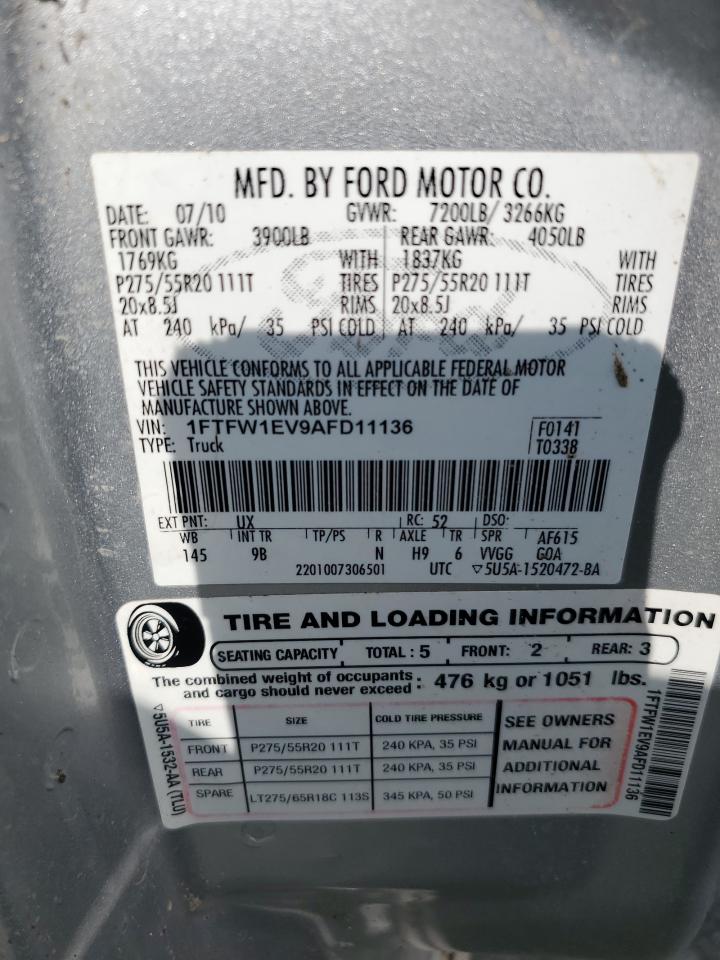 MFD. BY FORD MOTOR CO.
DATE: 07/10 GVWR: 7200LB/ 3266KG
FRONT GAWR: 3900LB REAR GAWR: 4050LB
1769KG WITH 1837KG WITH
P275/55R20 111T TIRES P275/55R20 111T TIRES
20x8.5J RIMS 20x8.5J RIMS
AT 240 kPa/ 35 PSI COLD AT 240 kPa/ 35 PSI COLD
THIS VEHICLE CONFORMS TO ALL APPLICABLE FEDERAL MOTOR
VEHICLE SAFETY STANDARDS IN EFFECT ON THE DATE OF
MANUFACTURE SHOWN ABOVE.
VIN: 1FTFW1EV9AFD11136 F0141
TYPE: Truck T0338
EXT PNT: UX RC: 52 DSO:
WB INT TR TP/PS R AXLE TR SPR AF615
145 9B N H9 6 VVGG GOA
2201007306501 UTC ▽5U5A-1520472-BA
TIRE AND LOADING INFORMATION
SEATING CAPACITY TOTAL : 5 FRONT: 2 REAR: 3
The combined weight of occupants
and cargo should never exceed : 476 kg or 1051 lbs.
TIRE SIZE COLD TIRE PRESSURE
FRONT P275/55R20 111T 240 KPA, 35 PSI
REAR P275/55R20 111T 240 KPA, 35 PSI
SPARE LT275/65R18C 113S 345 KPA, 50 PSI
SEE OWNERS
MANUAL FOR
ADDITIONAL
INFORMATION
▽5U5A-1532-AA (TLU)
1FTFW1EV9AFD11136